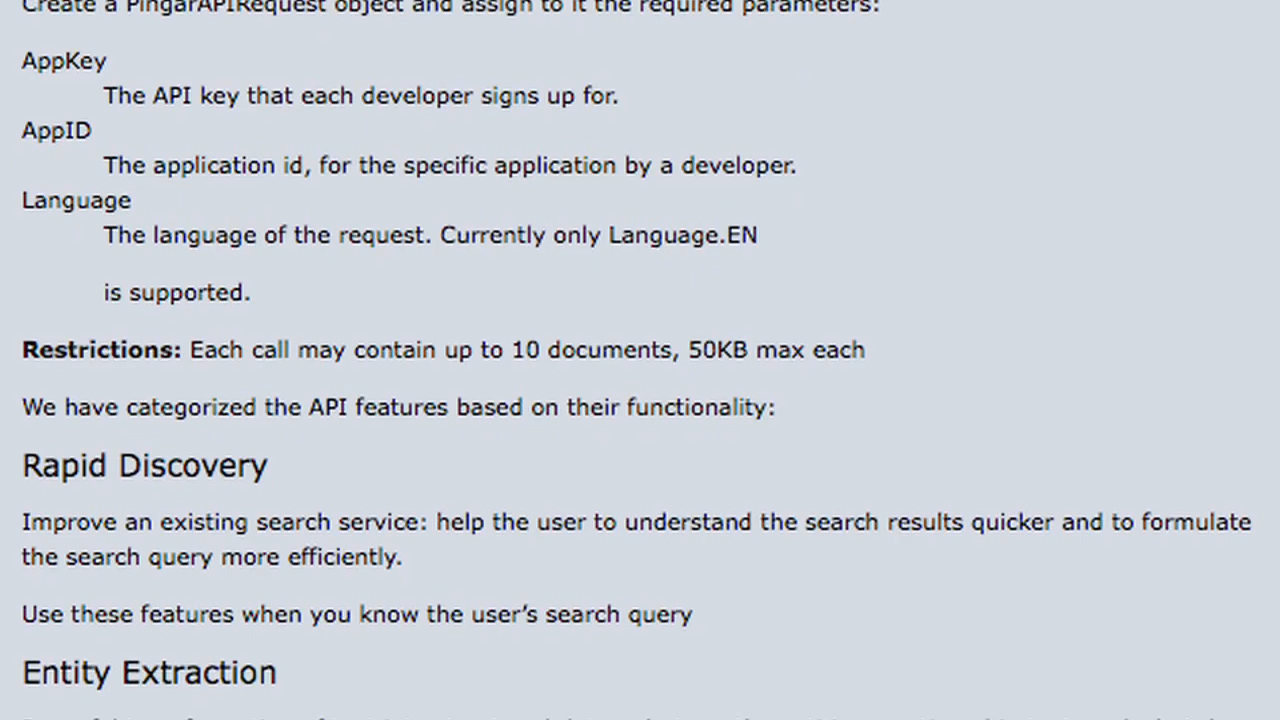 Create a PingarAPIRequest object and assign to it the required parameters:
AppKey
The API key that each developer signs up for.
AppID
The application id, for the specific application by a developer.
Language
The language of the request. Currently only Language.EN
is supported.
Restrictions: Each call may contain up to 10 documents, 50KB max each
We have categorized the API features based on their functionality:
Rapid Discovery
Improve an existing search service: help the user to understand the search results quicker and to formulate
the search query more efficiently.
Use these features when you know the user’s search query
Entity Extraction